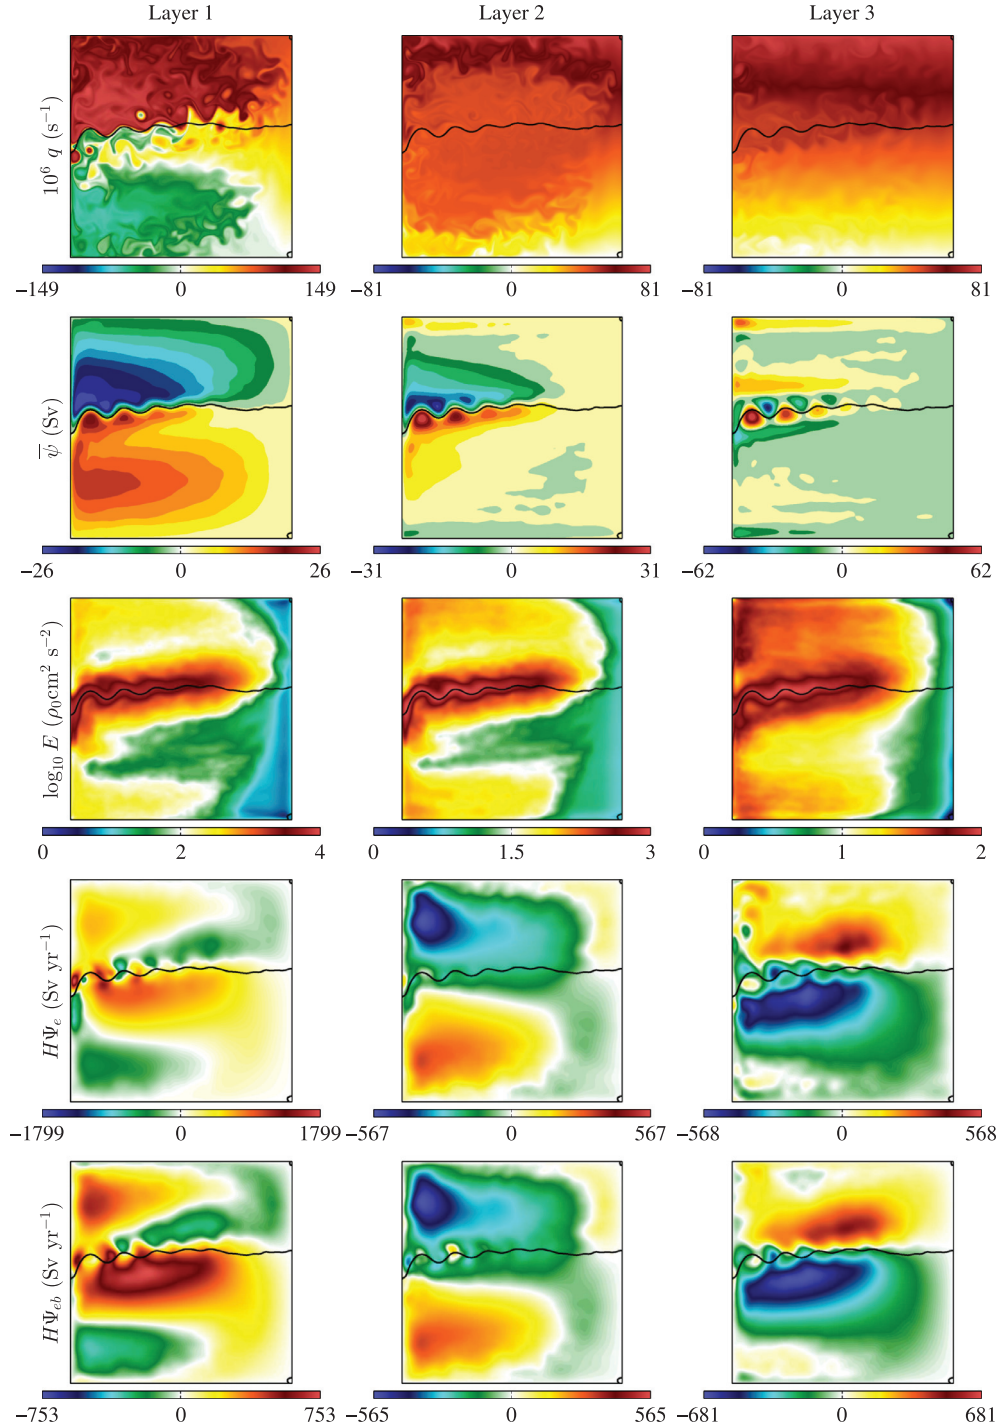 Layer 1 Layer 2 Layer 3
10⁶ q (s⁻¹)
−149 0 149 −81 0 81 −81 0 81
ψ̅ (Sv)
−26 0 26 −31 0 31 −62 0 62
log₁₀ E (ρ₀cm² s⁻²)
0 2 4 0 1.5 3 0 1 2
HΨₑ (Sv yr⁻¹)
−1799 0 1799 −567 0 567 −568 0 568
HΨₑb (Sv yr⁻¹)
−753 0 753 −565 0 565 −681 0 681